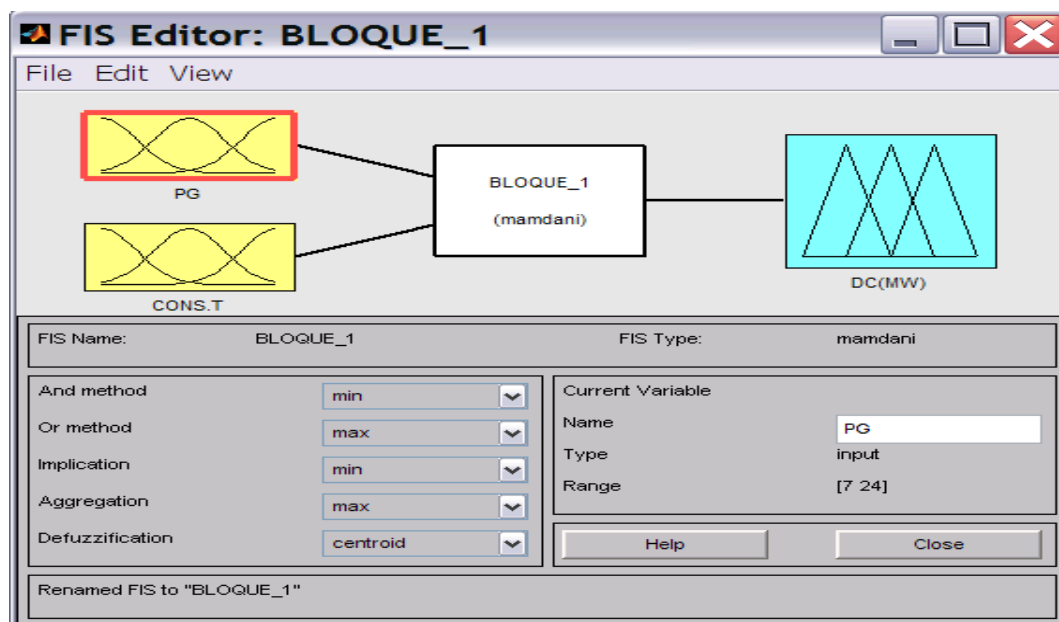 FIS Editor: BLOQUE_1
File Edit View
PG
BLOQUE_1
(mamdani)
CONS.T
DC(MW)
FIS Name: BLOQUE_1 FIS Type: mamdani
And method min
Or method max
Implication min
Aggregation max
Defuzzification centroid
Current Variable
Name PG
Type input
Range [7 24]
Help Close
Renamed FIS to "BLOQUE_1"